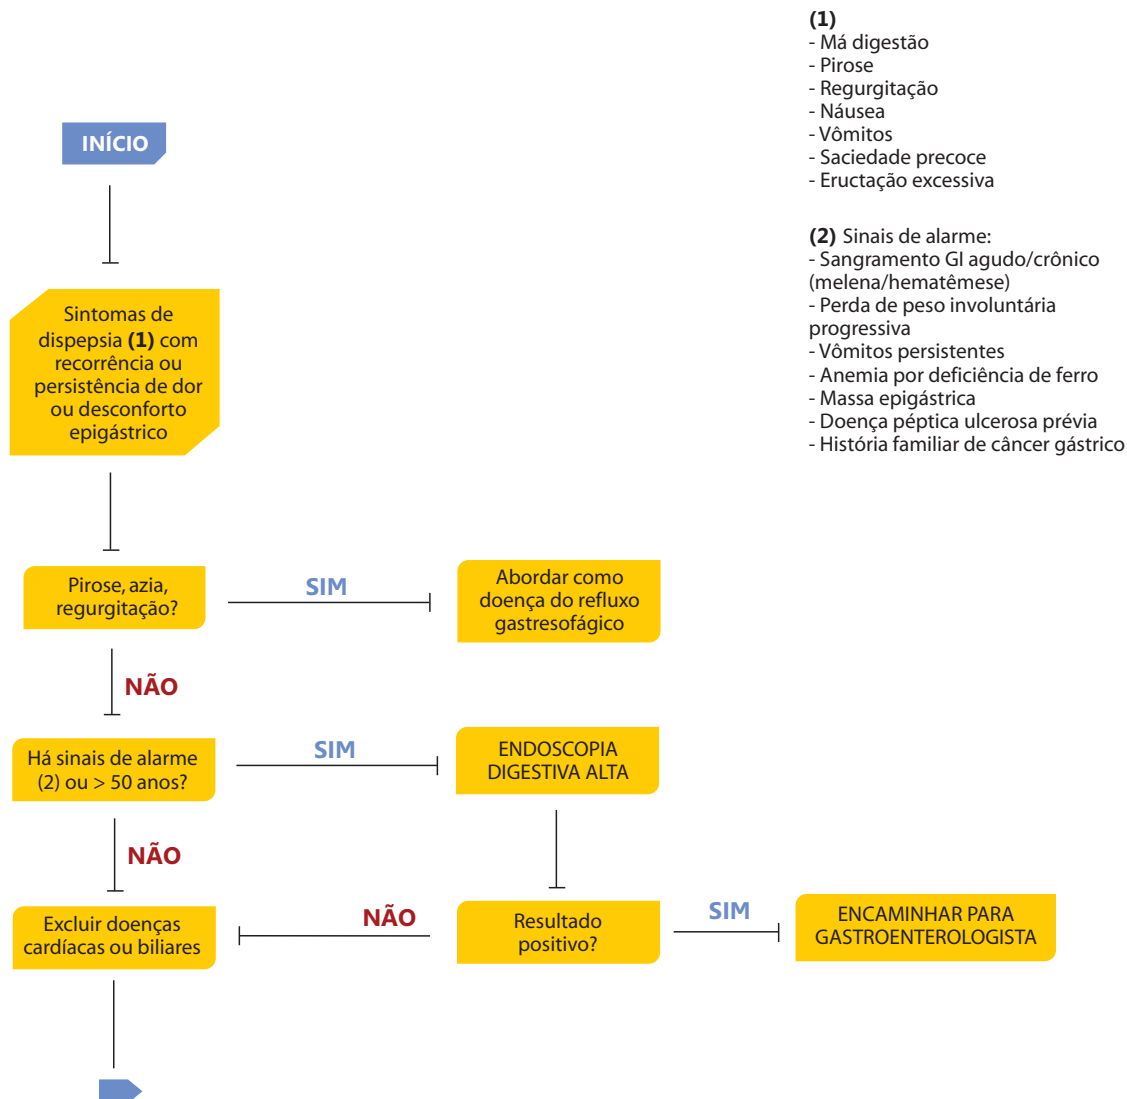 (1)
- Má digestão
- Pirose
- Regurgitação
- Náusea
- Vômitos
- Saciedade precoce
- Eructação excessiva
(2) Sinais de alarme:
- Sangramento GI agudo/crônico
(melena/hematêmese)
- Perda de peso involuntária
progressiva
- Vômitos persistentes
- Anemia por deficiência de ferro
- Massa epigástrica
- Doença péptica ulcerosa prévia
- História familiar de câncer gástrico
INÍCIO
Sintomas de
dispepsia (1) com
recorrência ou
persistência de dor
ou desconforto
epigástrico
Pirose, azia,
regurgitação?
SIM
Abordar como
doença do refluxo
gastresofágico
NÃO
Há sinais de alarme
(2) ou > 50 anos?
SIM
ENDOSCOPIA
DIGESTIVA ALTA
NÃO
Excluir doenças
cardíacas ou biliares
NÃO
Resultado
positivo?
SIM
ENCAMINHAR PARA
GASTROENTEROLOGISTA